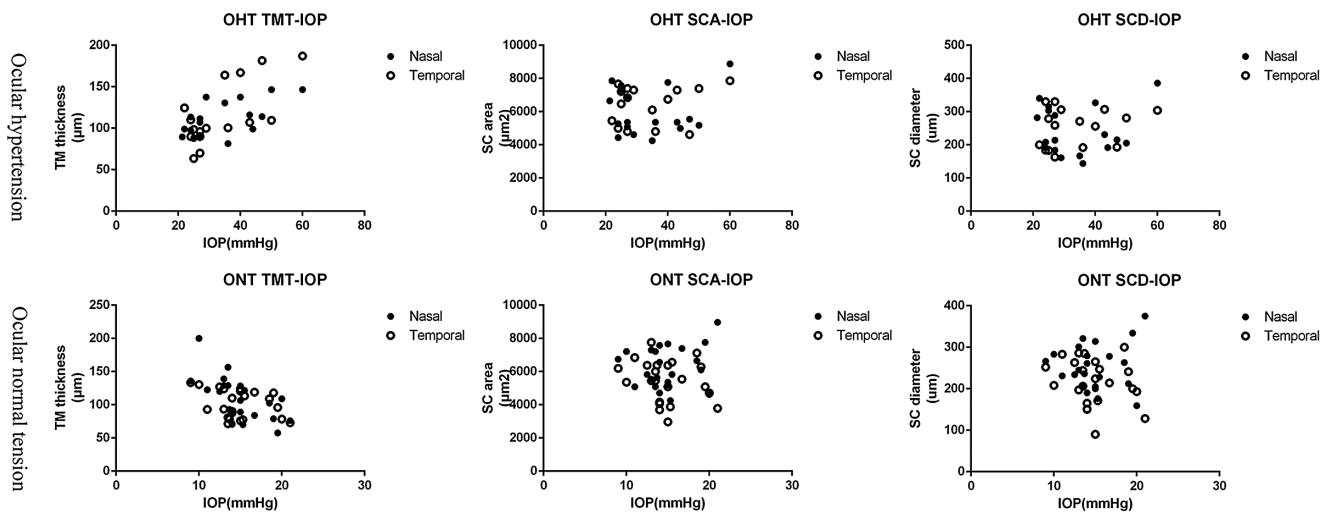 Ocular hypertension
OHT TMT-IOP
TM thickness
(µm)
200
150
100
50
0
0 20 40 60 80
IOP(mmHg)
Nasal
Temporal
OHT SCA-IOP
SC area
(µm2)
10000
8000
6000
4000
2000
0
0 20 40 60 80
IOP(mmHg)
Nasal
Temporal
OHT SCD-IOP
SC diameter
(um)
500
400
300
200
100
0
0 20 40 60 80
IOP(mmHg)
Nasal
Temporal
Ocular normal tension
ONT TMT-IOP
TM thickness
(µm)
250
200
150
100
50
0
0 10 20 30
IOP(mmHg)
Nasal
Temporal
ONT SCA-IOP
SC area
(µm2)
10000
8000
6000
4000
2000
0
0 10 20 30
IOP(mmHg)
Nasal
Temporal
ONT SCD-IOP
SC diameter
(um)
400
300
200
100
0
0 10 20 30
IOP(mmHg)
Nasal
Temporal